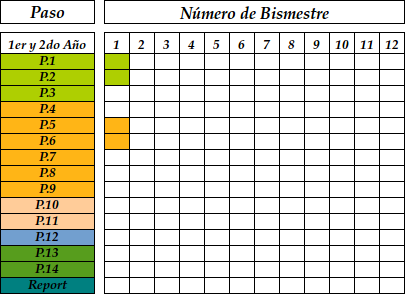 Paso Número de Bismestre
1er y 2do Año 1 2 3 4 5 6 7 8 9 10 11 12
P.1
P.2
P.3
P.4
P.5
P.6
P.7
P.8
P.9
P.10
P.11
P.12
P.13
P.14
Report